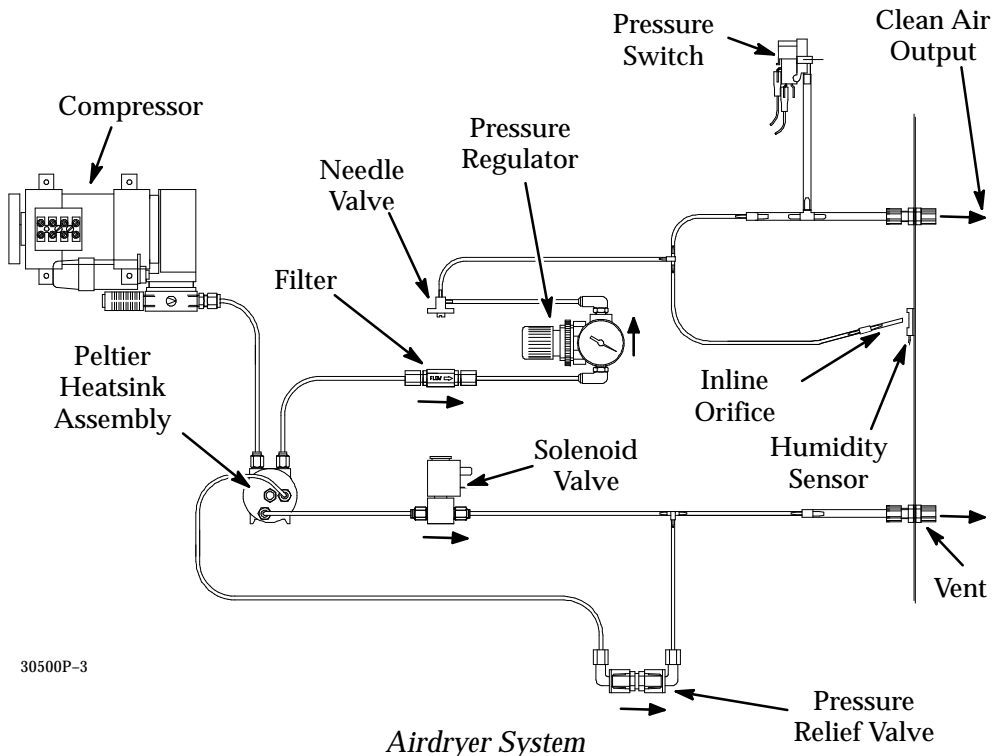 Pressure
Switch
Clean Air
Output
Compressor
Pressure
Regulator
Needle
Valve
Filter
FLOW
Peltier
Heatsink
Assembly
Inline
Orifice
Humidity
Sensor
Solenoid
Valve
Vent
30500P–3
Pressure
Relief Valve
Airdryer System